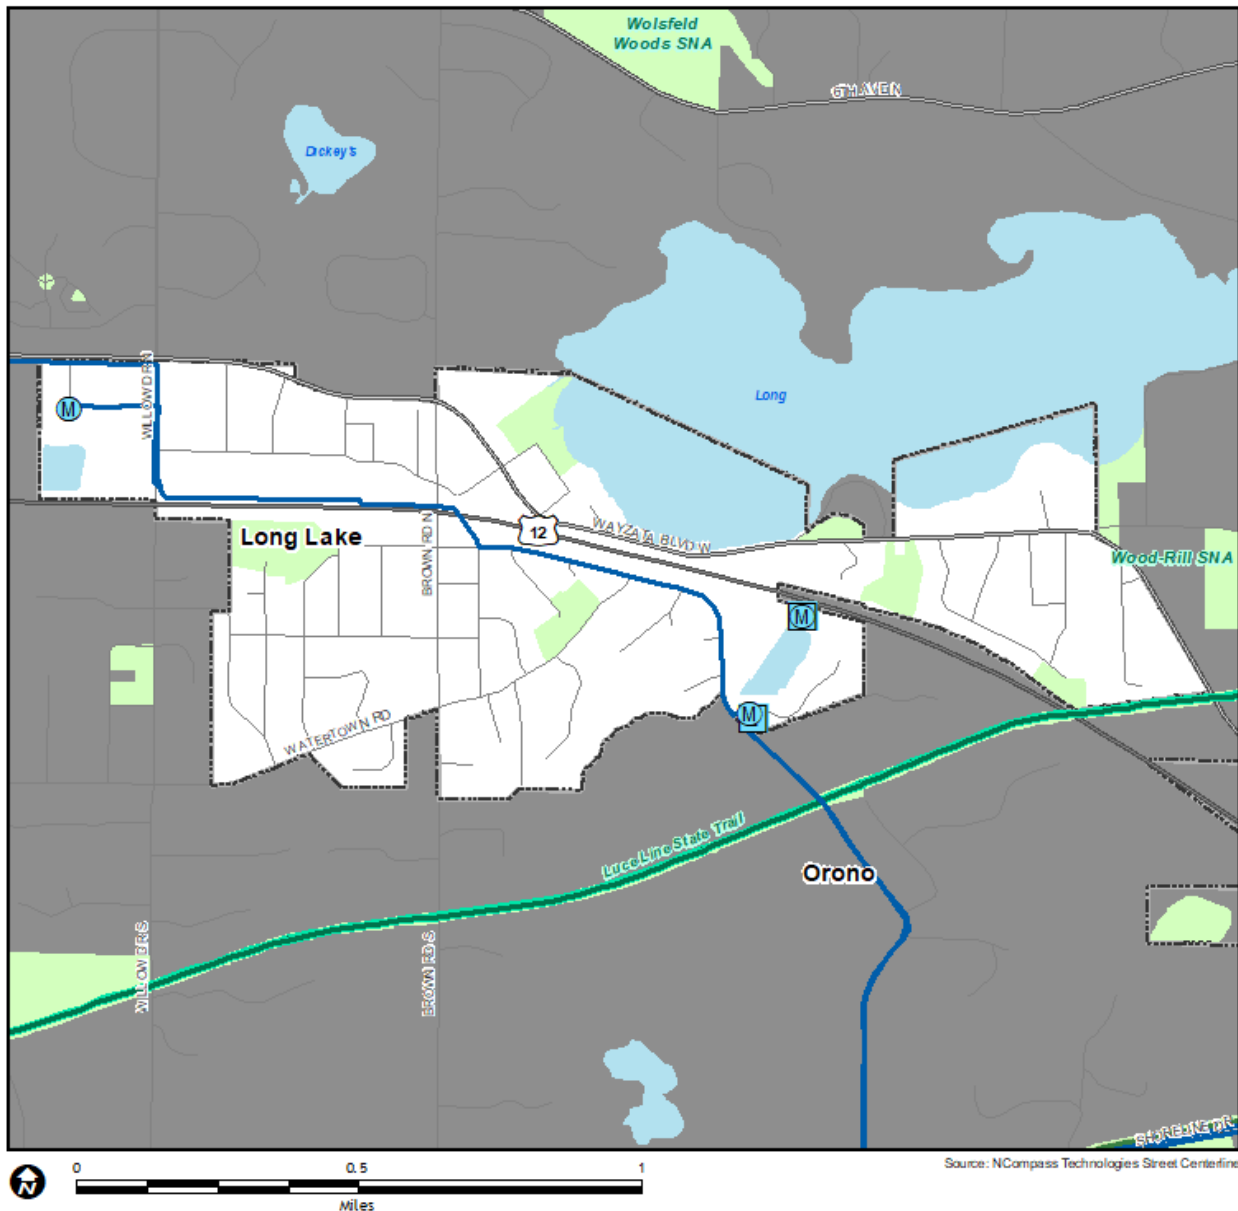 Wolsfeld
Woods SNA
6TH AVE N
Dickey's
WILLOW DR N
Long
Long Lake
BROWN RD N
12
WAYZATA BLVD W
Wood-Rill SNA
M
M
M
WATERTOWN RD
Luce Line State Trail
Orono
WILLOW DR S
BROWN RD S
SHORELINE DR
N
0 0.5 1
Miles
Source: NCompass Technologies Street Centerline